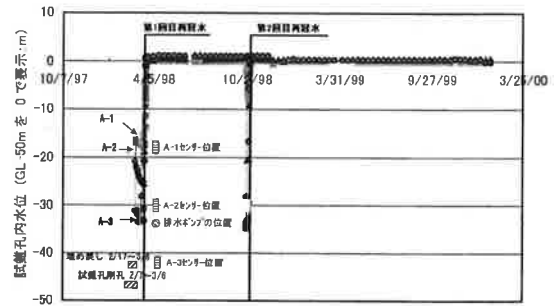 第1回目再冠水 第2回目再冠水
試錐孔内水位（GL-50mを 0 で表示:m）
10
0
10/7/97 4/5/98 10/2/98 3/31/99 9/27/99 3/25/00
-10
A-1
A-2 A-1センサー位置
-20
A-2センサー位置
-30
A-3 排水ポンプの位置
-40
埋め戻し 2/17~3/6 A-3センサー位置
試錐孔削孔 2/7~3/6
-50